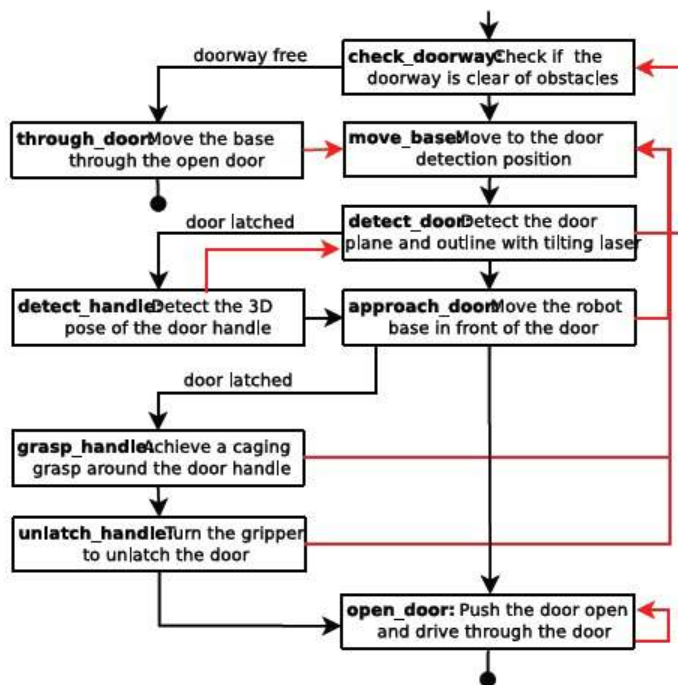 doorway free
check_doorway: Check if the
doorway is clear of obstacles
through_door: Move the base
through the open door
move_base: Move to the door
detection position
door latched
detect_door: Detect the door
plane and outline with tilting laser
detect_handle: Detect the 3D
pose of the door handle
approach_door: Move the robot
base in front of the door
door latched
grasp_handle: Achieve a caging
grasp around the door handle
unlatch_handle: Turn the gripper
to unlatch the door
open_door: Push the door open
and drive through the door